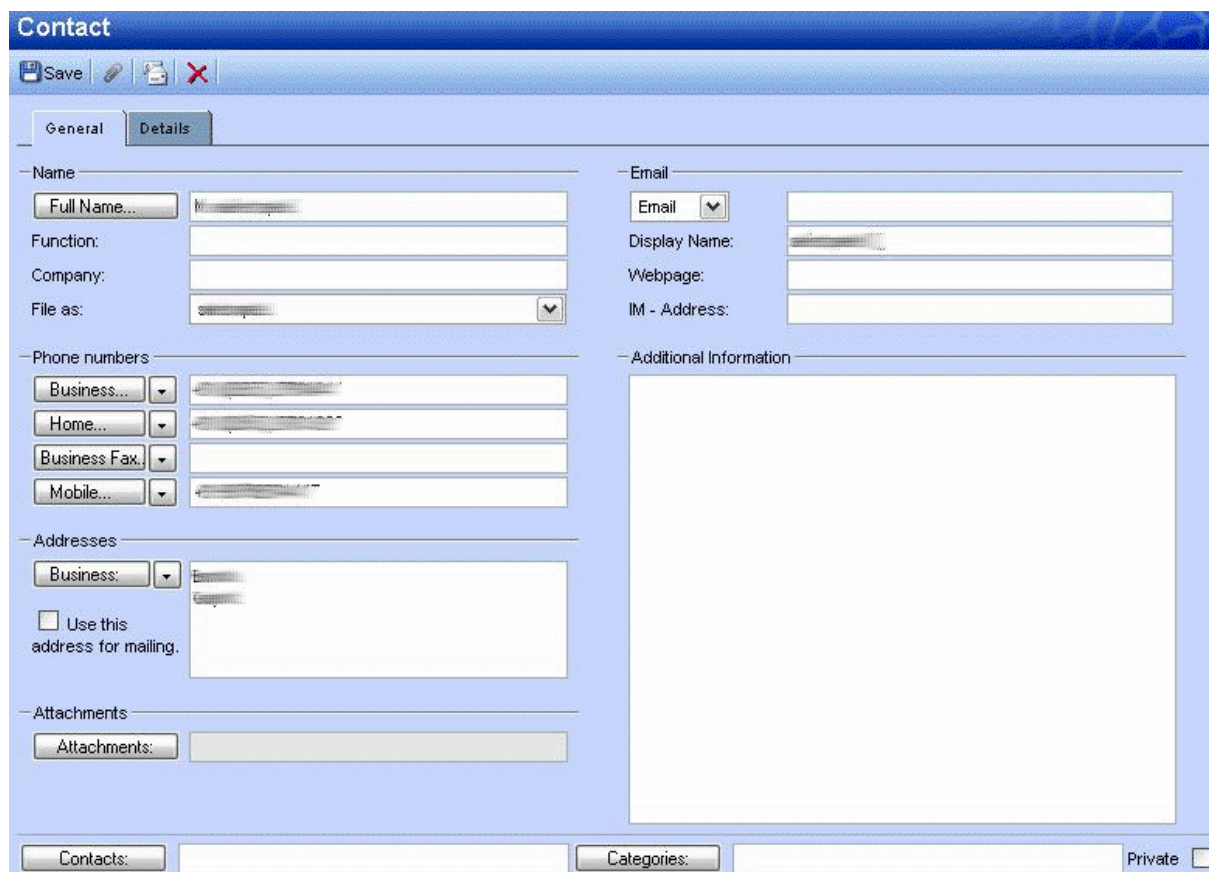 Contact
Save
General Details
Name
Full Name...
Function:
Company:
File as:
Email
Email
Display Name:
Webpage:
IM - Address:
Phone numbers
Business...
Home...
Business Fax.
Mobile...
Additional Information
Addresses
Business:
Use this
address for mailing.
Attachments
Attachments:
Contacts:
Categories:
Private